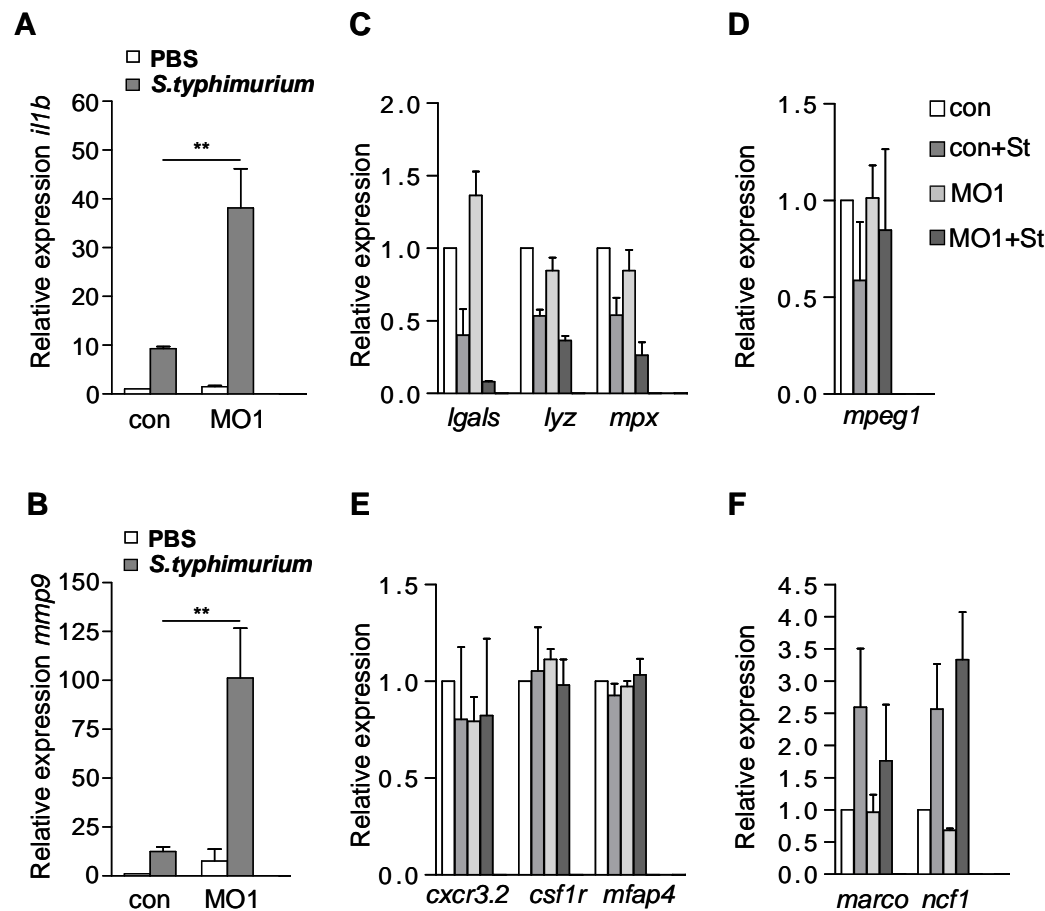 A
PBS
S.typhimurium
Relative expression il1b
60
50
40
30
20
10
0
**
con MO1
C
Relative expression
2.0
1.5
1.0
0.5
0.0
lgals lyz mpx
D
Relative expression
1.5
1.0
0.5
0.0
mpeg1
con
con+St
MO1
MO1+St
B
PBS
S.typhimurium
Relative expression mmp9
150
125
100
75
50
25
0
**
con MO1
E
Relative expression
1.5
1.0
0.5
0.0
cxcr3.2 csf1r mfap4
F
Relative expression
4.5
4.0
3.5
3.0
2.5
2.0
1.5
1.0
0.5
0.0
marco ncf1